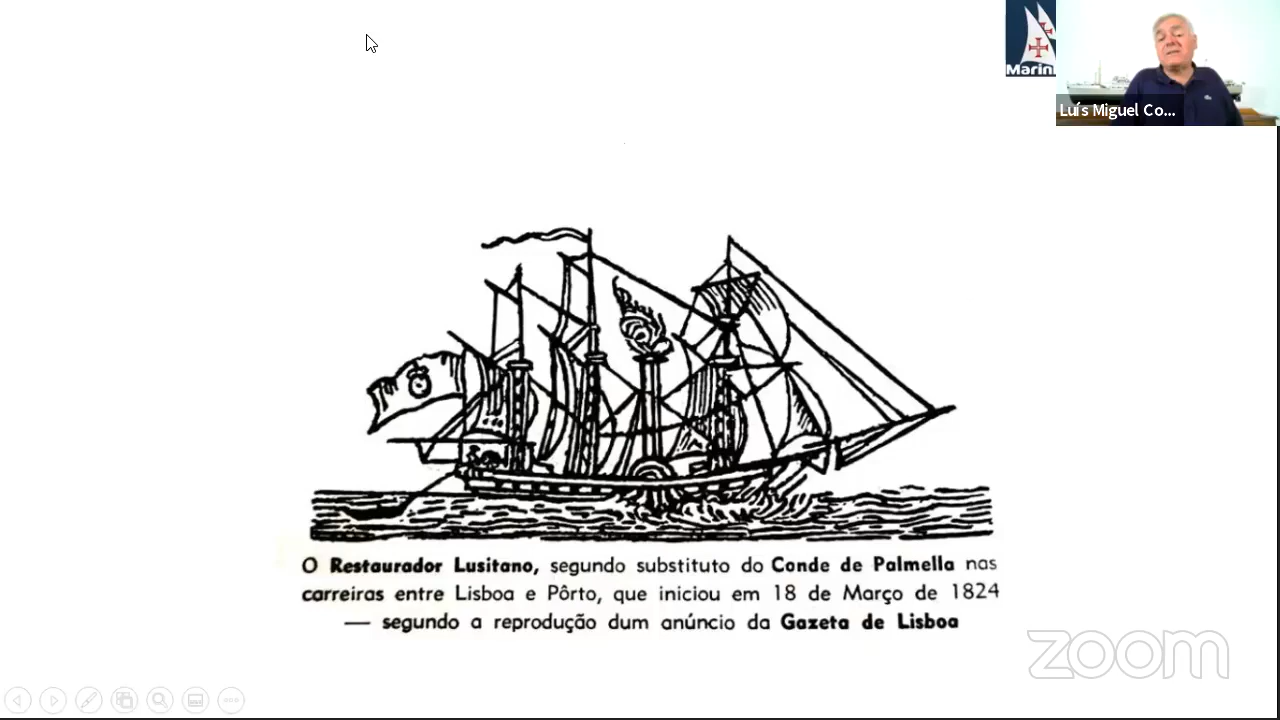 Marin
Luís Miguel Co...
O Restaurador Lusitano, segundo substituto do Conde de Palmella nas
carreiras entre Lisboa e Pôrto, que iniciou em 18 de Março de 1824
— segundo a reprodução dum anúncio da Gazeta de Lisboa
zoom